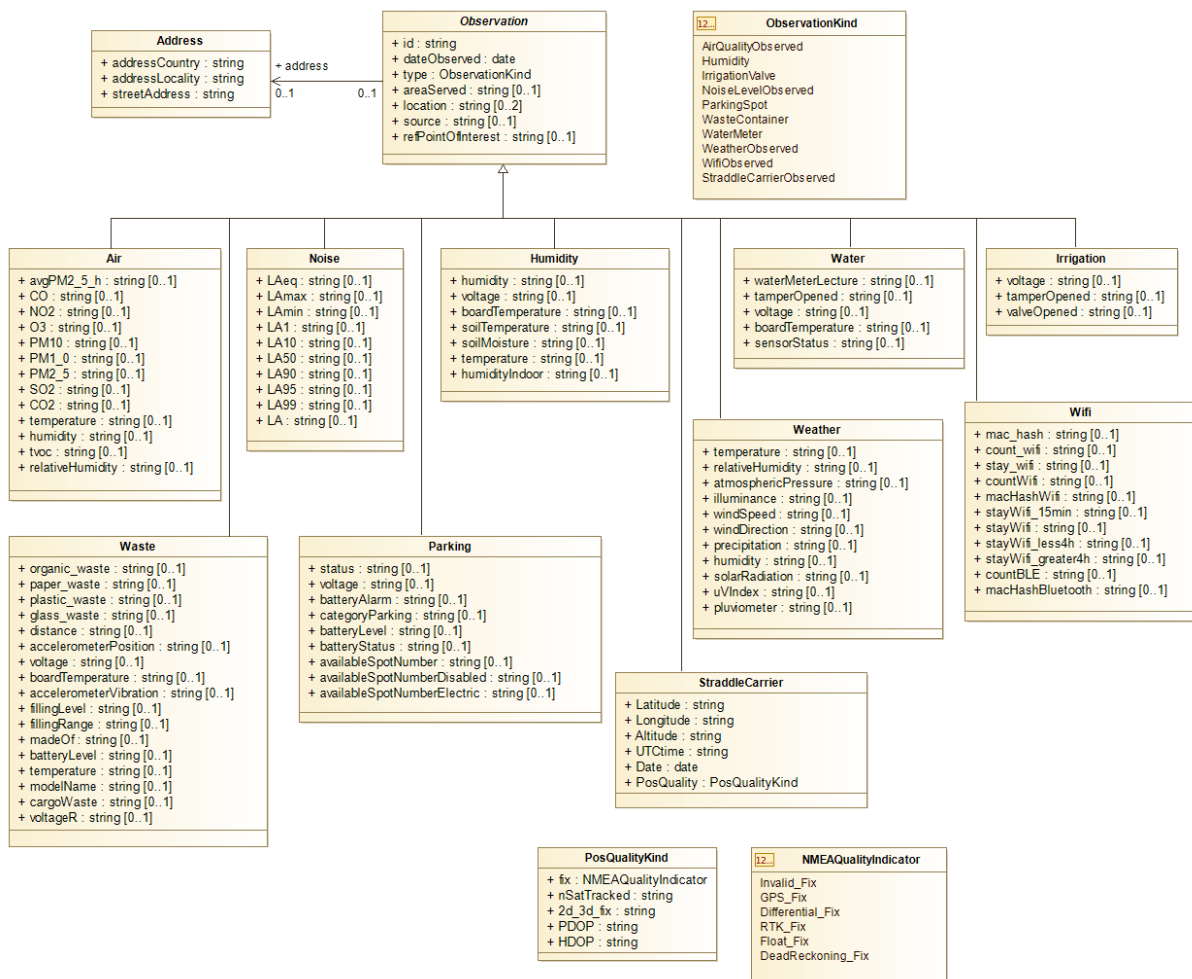 Address
+ addressCountry : string
+ addressLocality : string
+ streetAddress : string
+ address
0..1
0..1
Observation
+ id : string
+ dateObserved : date
+ type : ObservationKind
+ areaServed : string [0..1]
+ location : string [0..2]
+ source : string [0..1]
+ refPointOfInterest : string [0..1]
12...
ObservationKind
AirQualityObserved
Humidity
IrrigationValve
NoiseLevelObserved
ParkingSpot
WasteContainer
WaterMeter
WeatherObserved
WifiObserved
StraddleCarrierObserved
Air
+ avgPM2_5_h : string [0..1]
+ CO : string [0..1]
+ NO2 : string [0..1]
+ O3 : string [0..1]
+ PM10 : string [0..1]
+ PM1_0 : string [0..1]
+ PM2_5 : string [0..1]
+ SO2 : string [0..1]
+ CO2 : string [0..1]
+ temperature : string [0..1]
+ humidity : string [0..1]
+ tvoc : string [0..1]
+ relativeHumidity : string [0..1]
Noise
+ LAeq : string [0..1]
+ LAmax : string [0..1]
+ LAmin : string [0..1]
+ LA1 : string [0..1]
+ LA10 : string [0..1]
+ LA50 : string [0..1]
+ LA90 : string [0..1]
+ LA95 : string [0..1]
+ LA99 : string [0..1]
+ LA : string [0..1]
Humidity
+ humidity : string [0..1]
+ voltage : string [0..1]
+ boardTemperature : string [0..1]
+ soilTemperature : string [0..1]
+ soilMoisture : string [0..1]
+ temperature : string [0..1]
+ humidityIndoor : string [0..1]
Water
+ waterMeterLecture : string [0..1]
+ tamperOpened : string [0..1]
+ voltage : string [0..1]
+ boardTemperature : string [0..1]
+ sensorStatus : string [0..1]
Irrigation
+ voltage : string [0..1]
+ tamperOpened : string [0..1]
+ valveOpened : string [0..1]
Weather
+ temperature : string [0..1]
+ relativeHumidity : string [0..1]
+ atmosphericPressure : string [0..1]
+ illuminance : string [0..1]
+ windSpeed : string [0..1]
+ windDirection : string [0..1]
+ precipitation : string [0..1]
+ humidity : string [0..1]
+ solarRadiation : string [0..1]
+ uVIndex : string [0..1]
+ pluviometer : string [0..1]
Wifi
+ mac_hash : string [0..1]
+ count_wifi : string [0..1]
+ stay_wifi : string [0..1]
+ countWifi : string [0..1]
+ macHashWifi : string [0..1]
+ stayWifi_15min : string [0..1]
+ stayWifi : string [0..1]
+ stayWifi_less4h : string [0..1]
+ stayWifi_greater4h : string [0..1]
+ countBLE : string [0..1]
+ macHashBluetooth : string [0..1]
Waste
+ organic_waste : string [0..1]
+ paper_waste : string [0..1]
+ plastic_waste : string [0..1]
+ glass_waste : string [0..1]
+ distance : string [0..1]
+ accelerometerPosition : string [0..1]
+ voltage : string [0..1]
+ boardTemperature : string [0..1]
+ accelerometerVibration : string [0..1]
+ fillingLevel : string [0..1]
+ fillingRange : string [0..1]
+ madeOf : string [0..1]
+ batteryLevel : string [0..1]
+ temperature : string [0..1]
+ modelName : string [0..1]
+ cargoWaste : string [0..1]
+ voltageR : string [0..1]
Parking
+ status : string [0..1]
+ voltage : string [0..1]
+ batteryAlarm : string [0..1]
+ categoryParking : string [0..1]
+ batteryLevel : string [0..1]
+ batteryStatus : string [0..1]
+ availableSpotNumber : string [0..1]
+ availableSpotNumberDisabled : string [0..1]
+ availableSpotNumberElectric : string [0..1]
StraddleCarrier
+ Latitude : string
+ Longitude : string
+ Altitude : string
+ UTCtime : string
+ Date : date
+ PosQuality : PosQualityKind
PosQualityKind
+ fix : NMEAQualityIndicator
+ nSatTracked : string
+ 2d_3d_fix : string
+ PDOP : string
+ HDOP : string
12...
NMEAQualityIndicator
Invalid_Fix
GPS_Fix
Differential_Fix
RTK_Fix
Float_Fix
DeadReckoning_Fix